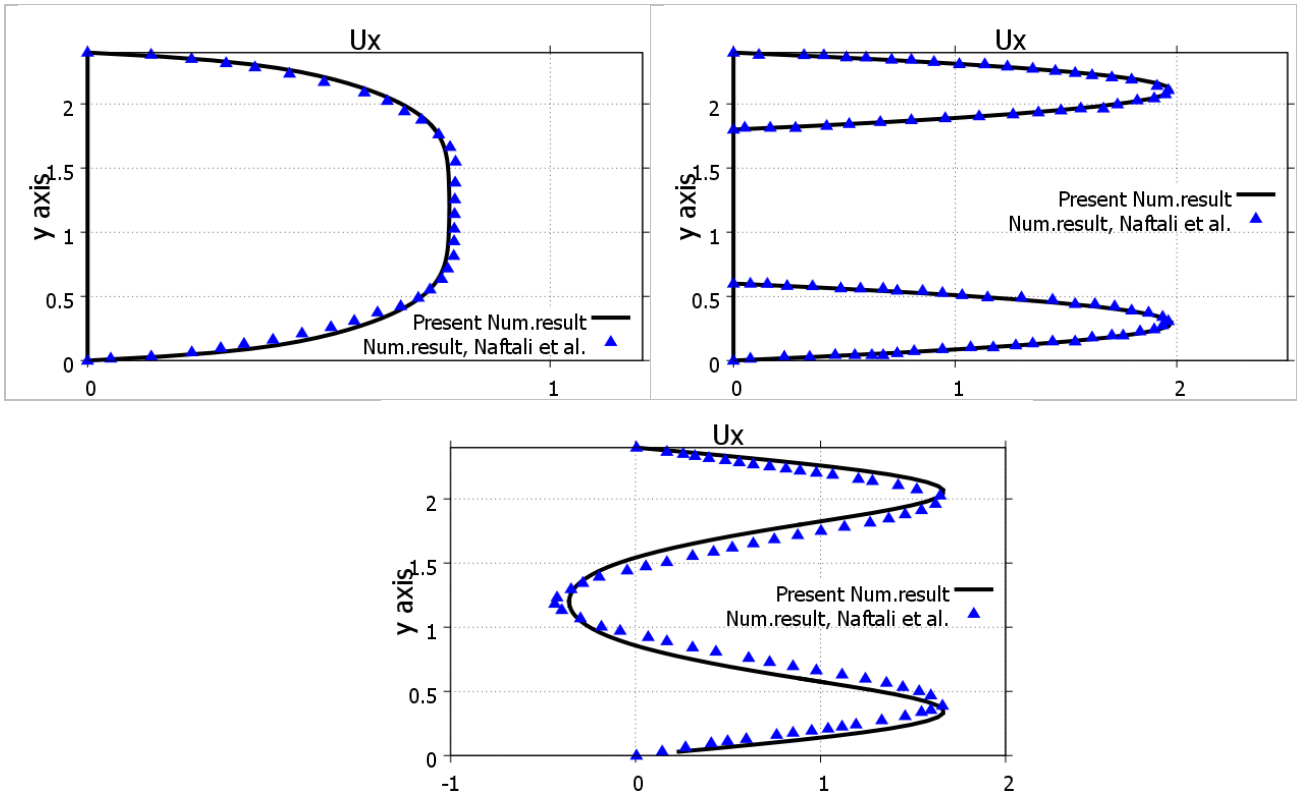 Ux
2
1.5
1
0.5
0
y axis
Present Num.result
Num.result, Naftali et al.
0 1
Ux
2
1.5
1
0.5
0
y axis
Present Num.result
Num.result, Naftali et al.
0 1 2
Ux
2
1.5
1
0.5
0
y axis
Present Num.result
Num.result, Naftali et al.
-1 0 1 2